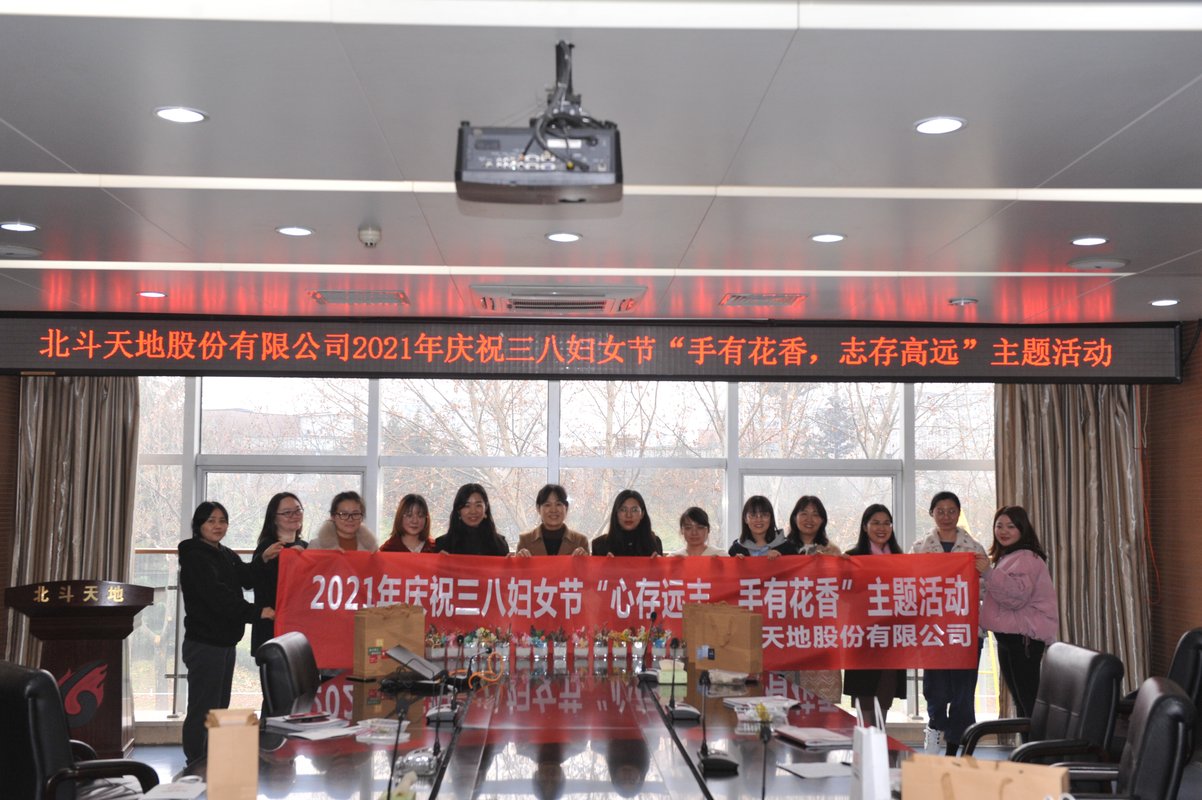 北斗天地股份有限公司2021年庆祝三八妇女节“手有花香，志存高远”主题活动
2021年庆祝三八妇女节“心存远志 手有花香”主题活动
天地股份有限公司
北斗天地